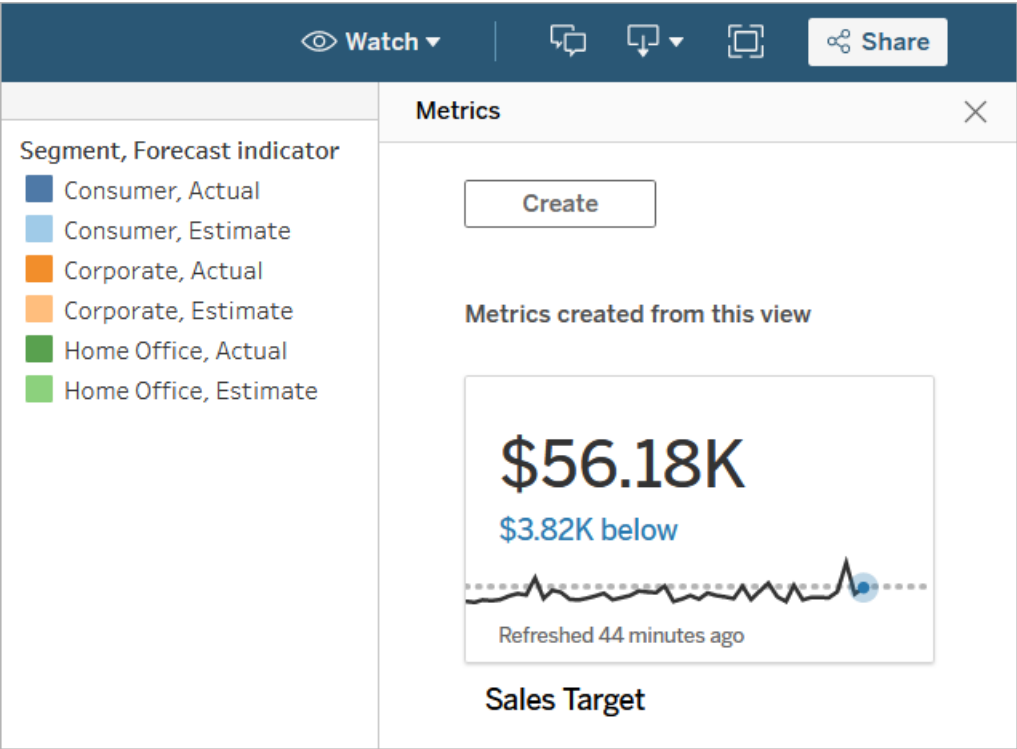 Watch
Share
Metrics
Segment, Forecast indicator
Consumer, Actual
Consumer, Estimate
Corporate, Actual
Corporate, Estimate
Home Office, Actual
Home Office, Estimate
Create
Metrics created from this view
$56.18K
$3.82K below
Refreshed 44 minutes ago
Sales Target